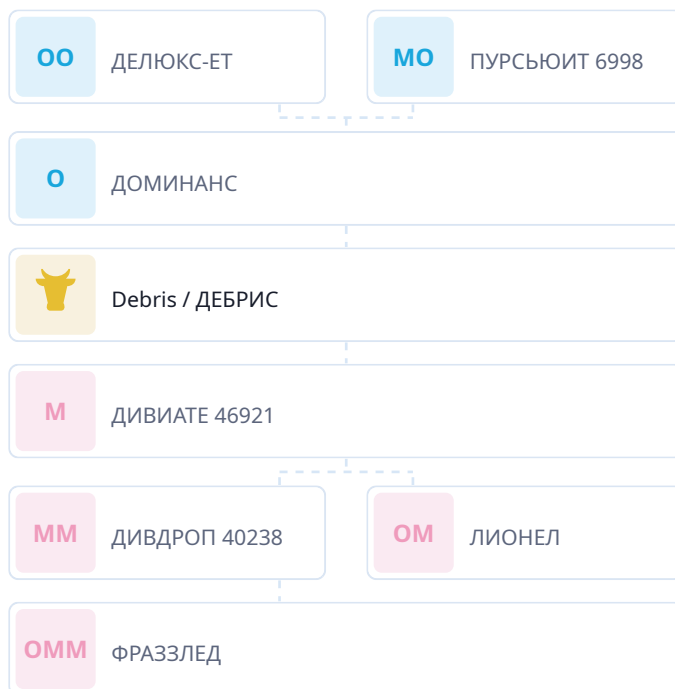 ОО ДЕЛЮКС-ЕТ
МО ПУРСЬЮИТ 6998
О ДОМИНАНС
Debris / ДЕБРИС
М ДИВИАТЕ 46921
ММ ДИВДРОП 40238
ОМ ЛИОНЕЛ
ОММ ФРАЗЗЛЕД